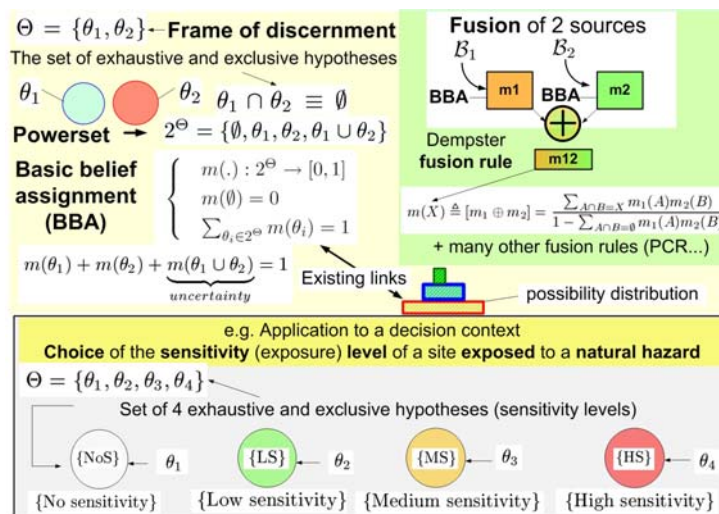 Θ = {θ₁, θ₂} Frame of discernment
The set of exhaustive and exclusive hypotheses
θ₁ θ₂ θ₁ ∩ θ₂ ≡ ∅
Powerset 2^Θ = {∅, θ₁, θ₂, θ₁ ∪ θ₂}
Basic belief
assignment
(BBA)
m(.) : 2^Θ → [0, 1]
m(∅) = 0
∑_{θᵢ∈2^Θ} m(θᵢ) = 1
m(θ₁) + m(θ₂) + m(θ₁ ∪ θ₂) = 1
uncertainty
Existing links
possibility distribution
Fusion of 2 sources
B₁ B₂
BBA m1 BBA m2
Dempster
fusion rule
m12
m(X) ≜ [m₁ ⊕ m₂] = ∑_{A∩B=X} m₁(A)m₂(B) / 1 − ∑_{A∩B=∅} m₁(A)m₂(B)
+ many other fusion rules (PCR...)
e.g. Application to a decision context
Choice of the sensitivity (exposure) level of a site exposed to a natural hazard
Θ = {θ₁, θ₂, θ₃, θ₄}
Set of 4 exhaustive and exclusive hypotheses (sensitivity levels)
{NoS} θ₁ {LS} θ₂ {MS} θ₃ {HS} θ₄
{No sensitivity} {Low sensitivity} {Medium sensitivity} {High sensitivity}